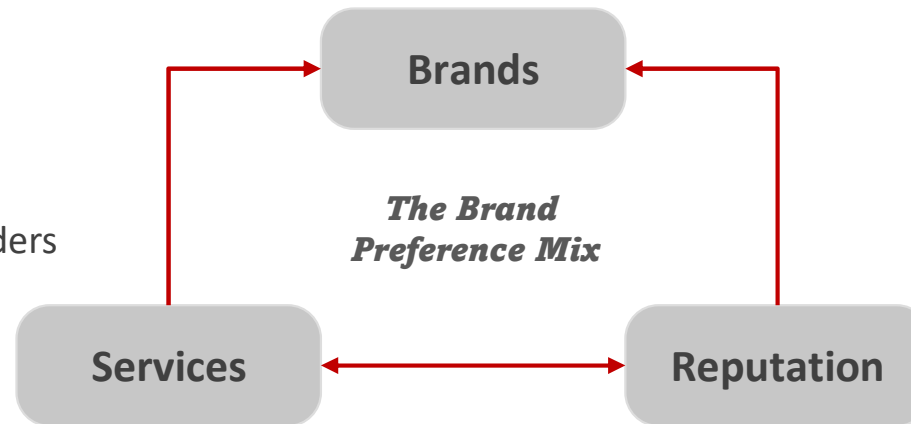 Brands
The Brand
Preference Mix
ders
Services
Reputation